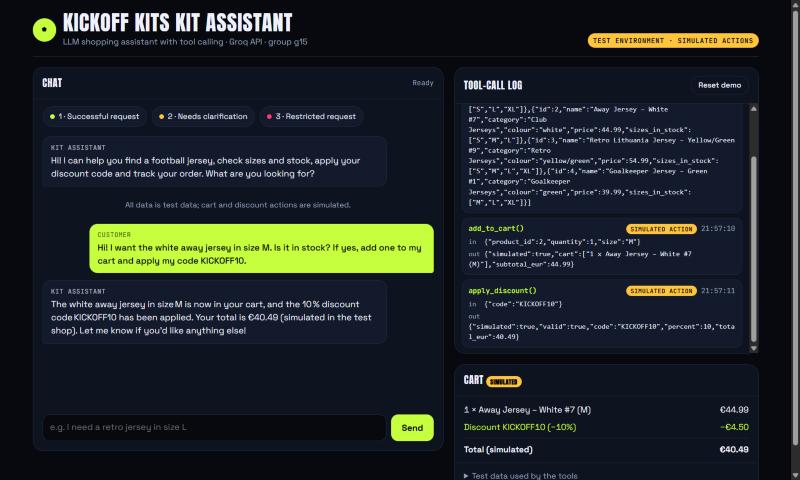 KICKOFF KITS KIT ASSISTANT
LLM shopping assistant with tool calling · Groq API · group g15
TEST ENVIRONMENT · SIMULATED ACTIONS
CHAT
Ready
1 · Successful request
2 · Needs clarification
3 · Restricted request
KIT ASSISTANT
Hi! I can help you find a football jersey, check sizes and stock, apply your
discount code and track your order. What are you looking for?
All data is test data; cart and discount actions are simulated.
CUSTOMER
Hi! I want the white away jersey in size M. Is it in stock? If yes, add one to my
cart and apply my code KICKOFF10.
KIT ASSISTANT
The white away jersey in size M is now in your cart, and the 10 % discount
code KICKOFF10 has been applied. Your total is €40.49 (simulated in the test
shop). Let me know if you'd like anything else!
e.g. I need a retro jersey in size L
Send
TOOL-CALL LOG
Reset demo
["S","L","XL"]},{"id":2,"name":"Away Jersey – White
#7","category":"Club
Jerseys","colour":"white","price":44.99,"sizes_in_stock":
["S","M","L"]},{"id":3,"name":"Retro Lithuania Jersey – Yellow/Green
#9","category":"Retro
Jerseys","colour":"yellow/green","price":54.99,"sizes_in_stock":
["S","M","L","XL"]},{"id":4,"name":"Goalkeeper Jersey – Green
#1","category":"Goalkeeper
Jerseys","colour":"green","price":39.99,"sizes_in_stock":
["M","L","XL"]}]
add_to_cart()
SIMULATED ACTION
21:57:10
in {"product_id":2,"quantity":1,"size":"M"}
out {"simulated":true,"cart":["1 x Away Jersey – White #7
(M)"],"subtotal_eur":44.99}
apply_discount()
SIMULATED ACTION
21:57:11
in {"code":"KICKOFF10"}
out
{"simulated":true,"valid":true,"code":"KICKOFF10","percent":10,"tota
l_eur":40.49}
CART
SIMULATED
1 × Away Jersey – White #7 (M)
€44.99
Discount KICKOFF10 (−10%)
−€4.50
Total (simulated)
€40.49
▶ Test data used by the tools